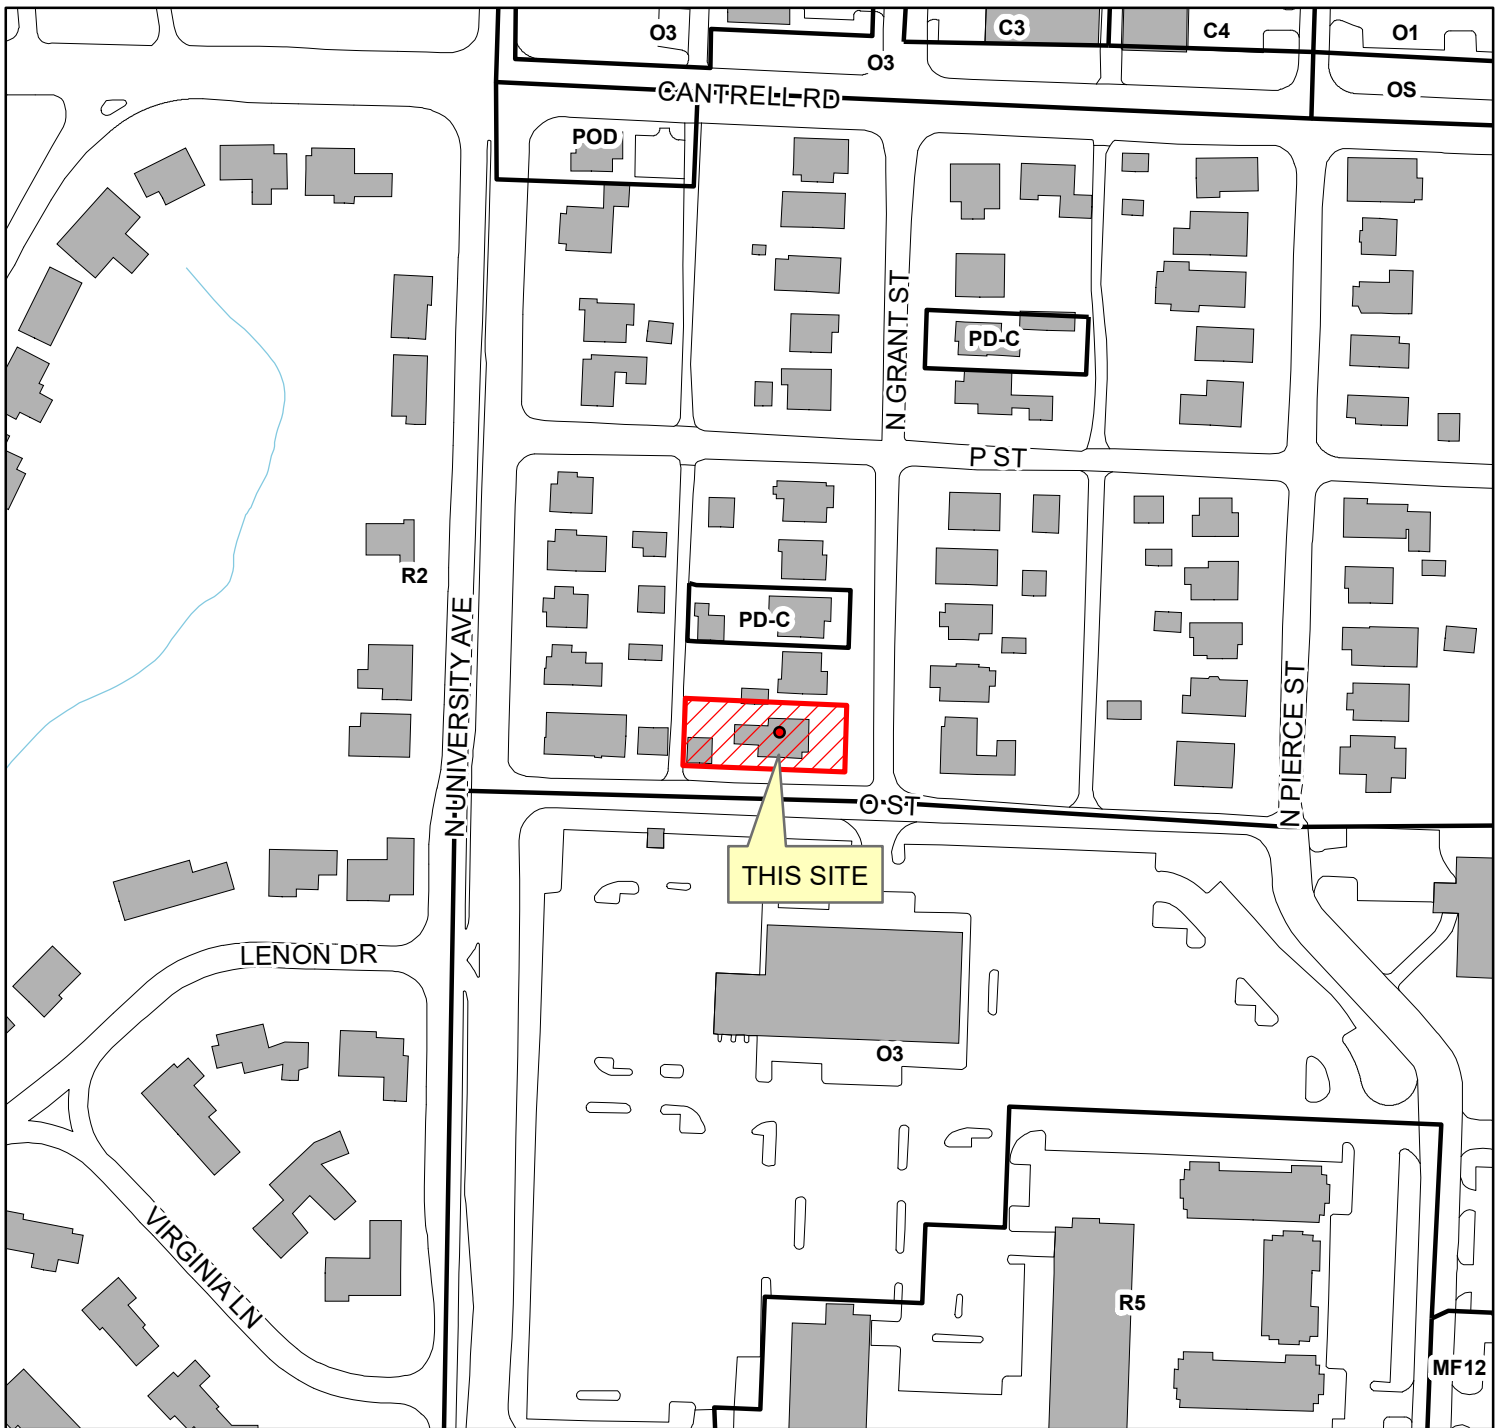 O3
C3
C4
O1
O3
OS
CANTRELL RD
POD
N GRANT ST
PD-C
P ST
R2
N UNIVERSITY AVE
PD-C
N PIERCE ST
O ST
THIS SITE
LENON DR
O3
VIRGINIA LN
R5
MF12